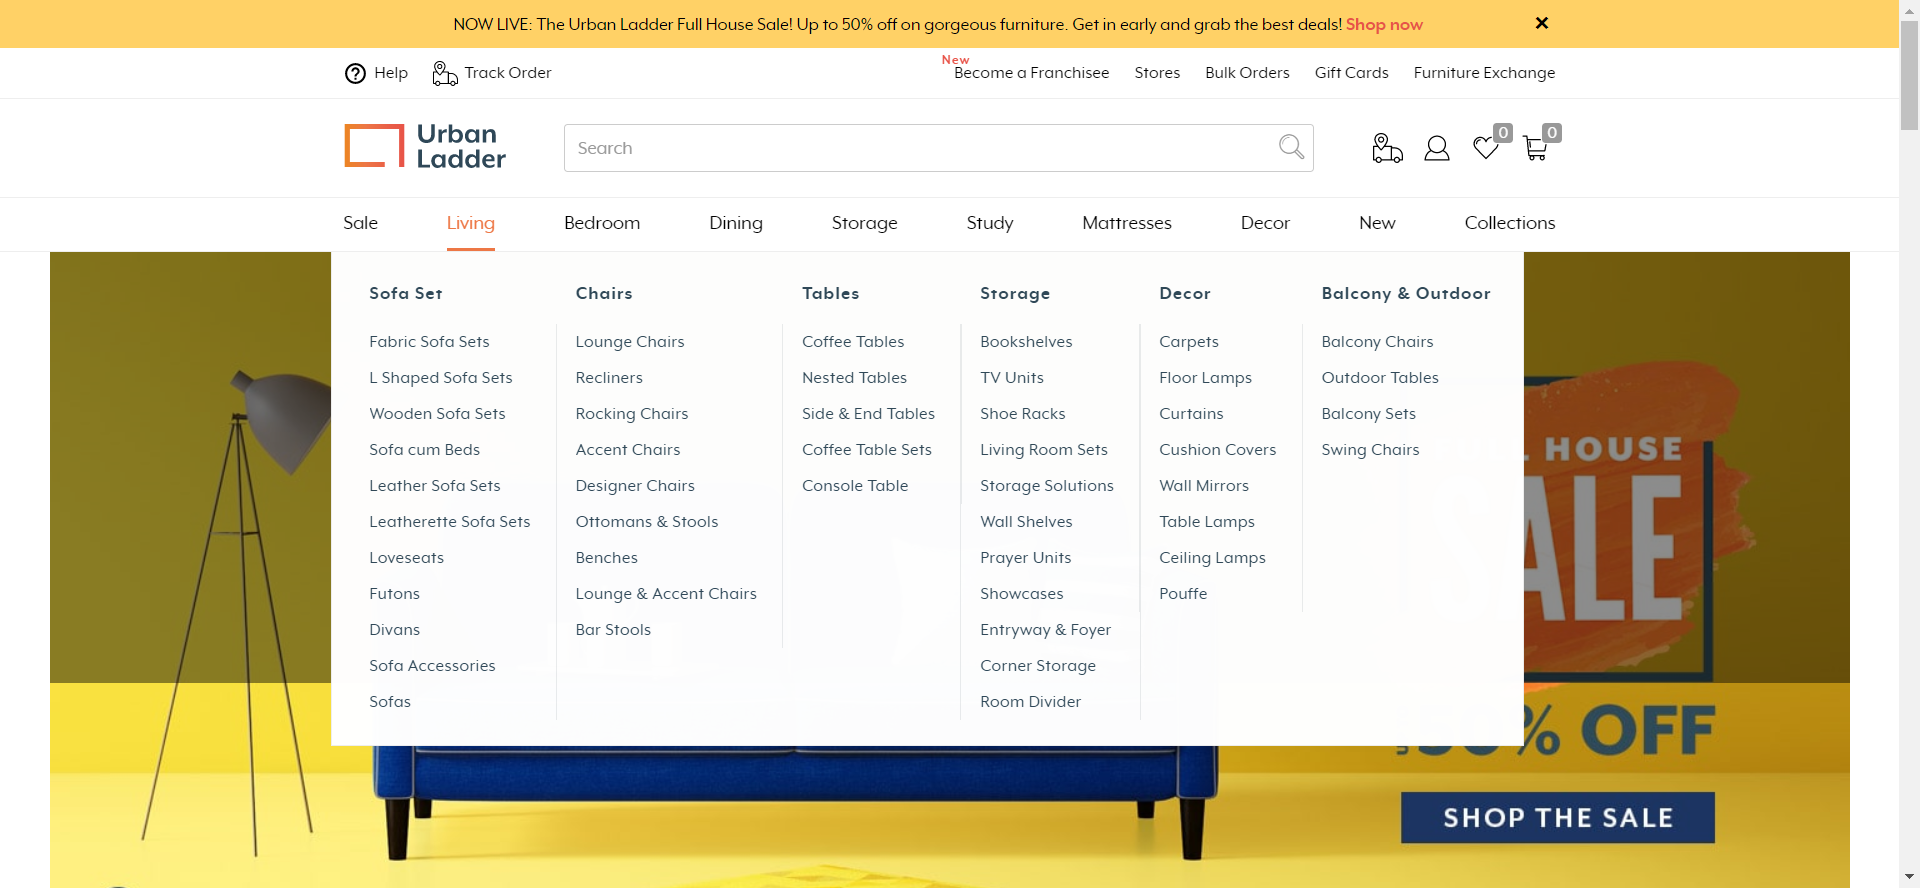 NOW LIVE: The Urban Ladder Full House Sale! Up to 50% off on gorgeous furniture. Get in early and grab the best deals! Shop now
Help
Track Order
New
Become a Franchisee
Stores
Bulk Orders
Gift Cards
Furniture Exchange
Urban
Ladder
Search
0
0
Sale
Living
Bedroom
Dining
Storage
Study
Mattresses
Decor
New
Collections
Sofa Set
Fabric Sofa Sets
L Shaped Sofa Sets
Wooden Sofa Sets
Sofa cum Beds
Leather Sofa Sets
Leatherette Sofa Sets
Loveseats
Futons
Divans
Sofa Accessories
Sofas
Chairs
Lounge Chairs
Recliners
Rocking Chairs
Accent Chairs
Designer Chairs
Ottomans & Stools
Benches
Lounge & Accent Chairs
Bar Stools
Tables
Coffee Tables
Nested Tables
Side & End Tables
Coffee Table Sets
Console Table
Storage
Bookshelves
TV Units
Shoe Racks
Living Room Sets
Storage Solutions
Wall Shelves
Prayer Units
Showcases
Entryway & Foyer
Corner Storage
Room Divider
Decor
Carpets
Floor Lamps
Curtains
Cushion Covers
Wall Mirrors
Table Lamps
Ceiling Lamps
Pouffe
Balcony & Outdoor
Balcony Chairs
Outdoor Tables
Balcony Sets
Swing Chairs
HOUSE
SALE
50% OFF
SHOP THE SALE